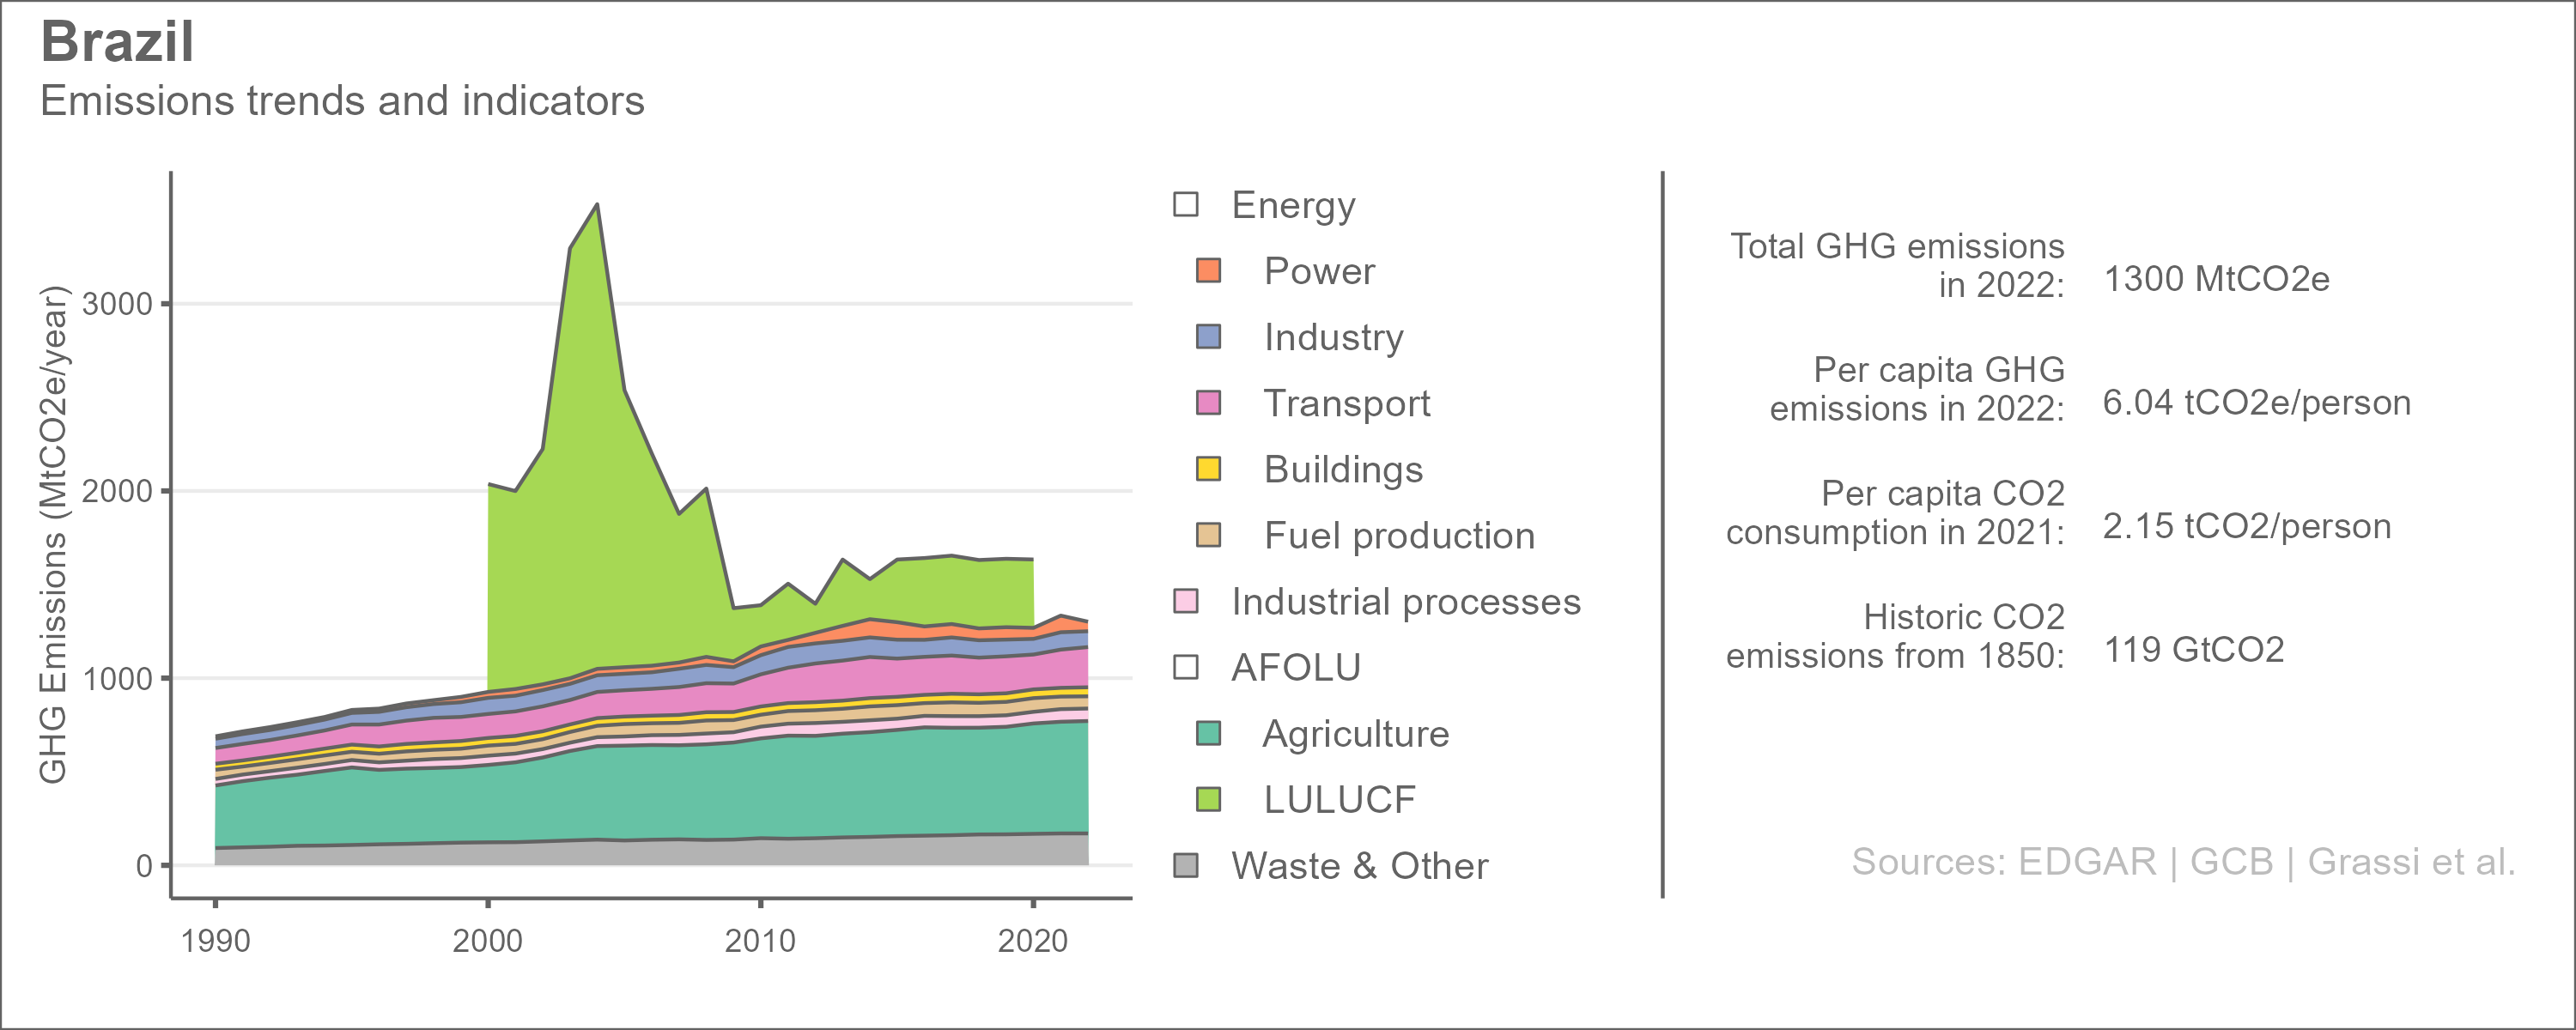 Brazil
Emissions trends and indicators
GHG Emissions (MtCO2e/year)
3000
2000
1000
0
1990
2000
2010
2020
Energy
Power
Industry
Transport
Buildings
Fuel production
Industrial processes
AFOLU
Agriculture
LULUCF
Waste & Other
Total GHG emissions
in 2022:
1300 MtCO2e
Per capita GHG
emissions in 2022:
6.04 tCO2e/person
Per capita CO2
consumption in 2021:
2.15 tCO2/person
Historic CO2
emissions from 1850:
119 GtCO2
Sources: EDGAR | GCB | Grassi et al.